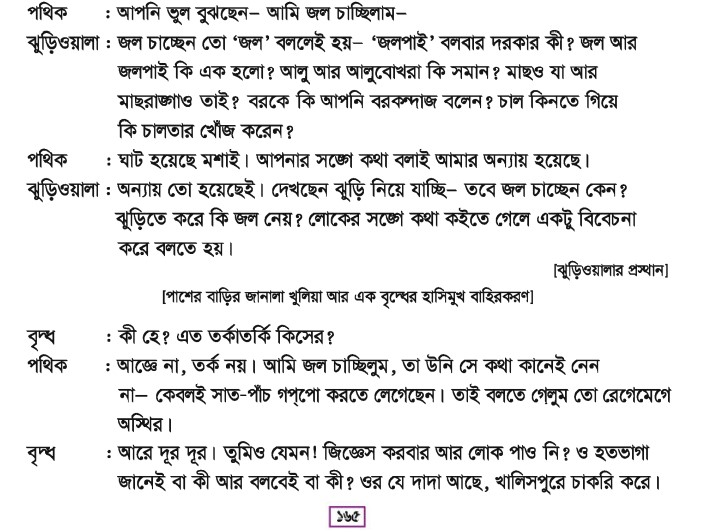 পথিক : আপনি ভুল বুঝছেন– আমি জল চাচ্ছিলাম–
ঝুড়িওয়ালা : জল চাচ্ছেন তো ‘জল’ বললেই হয়– ‘জলপাই’ বলবার দরকার কী? জল আর
জলপাই কি এক হলো? আলু আর আলুবোখরা কি সমান? মাছও যা আর
মাছরাঙাও তাই? বরকে কি আপনি বরকন্দাজ বলেন? চাল কিনতে গিয়ে
কি চালতার খোঁজ করেন?
পথিক : ঘাট হয়েছে মশাই। আপনার সঙ্গে কথা বলাই আমার অন্যায় হয়েছে।
ঝুড়িওয়ালা : অন্যায় তো হয়েছেই। দেখছেন ঝুড়ি নিয়ে যাচ্ছি– তবে জল চাচ্ছেন কেন?
ঝুড়িতে করে কি জল নেয়? লোকের সঙ্গে কথা কইতে গেলে একটু বিবেচনা
করে বলতে হয়।
[ঝুড়িওয়ালার প্রস্থান]
[পাশের বাড়ির জানালা খুলিয়া আর এক বৃদ্ধের হাসিমুখ বাহিরকরণ]
বৃদ্ধ : কী হে? এত তর্কাতর্কি কিসের?
পথিক : আজ্ঞে না, তর্ক নয়। আমি জল চাচ্ছিলুম, তা উনি সে কথা কানেই নেন
না– কেবলই সাত-পাঁচ গপ্‌পো করতে লেগেছেন। তাই বলতে গেলুম তো রেগেমেগে
অস্থির।
বৃদ্ধ : আরে দূর দূর। তুমিও যেমন! জিজ্ঞেস করবার আর লোক পাও নি? ও হতভাগা
জানেই বা কী আর বলবেই বা কী? ওর যে দাদা আছে, খালিসপুরে চাকরি করে।
১৬৫